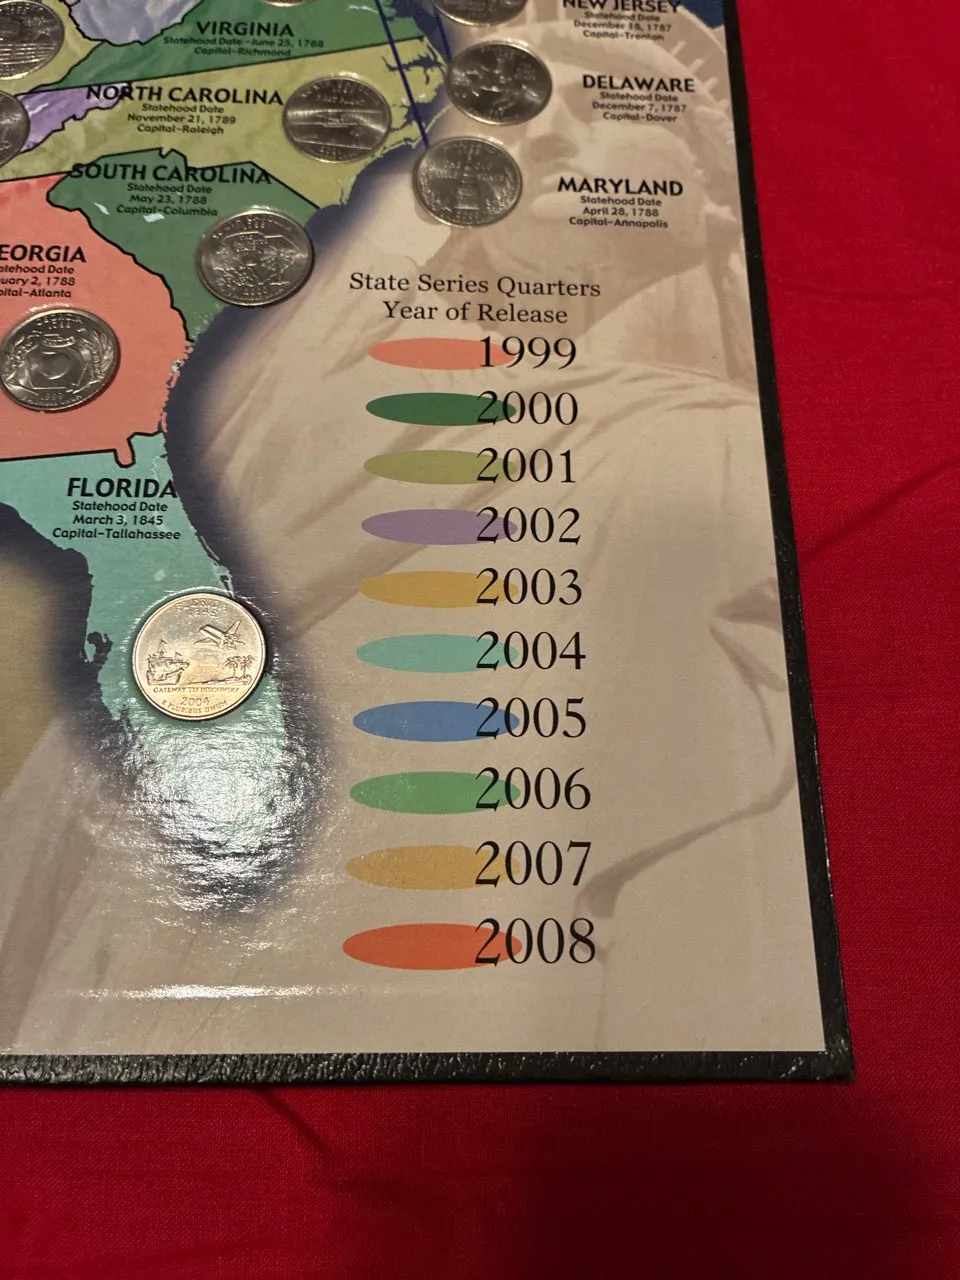 NEW JERSEY
Statehood Date
December 18, 1787
Capital-Trenton
VIRGINIA
Statehood Date -June 25, 1788
Capital-Richmond
DELAWARE
Statehood Date
December 7, 1787
Capital-Dover
NORTH CAROLINA
Statehood Date
November 21, 1789
Capital-Raleigh
SOUTH CAROLINA
Statehood Date
May 23, 1788
Capital-Columbia
MARYLAND
Statehood Date
April 28, 1788
Capital-Annapolis
EORGIA
atehood Date
uary 2, 1788
pital-Atlanta
State Series Quarters
Year of Release
1999
2000
2001
2002
2003
2004
2005
2006
2007
2008
FLORIDA
Statehood Date
March 3, 1845
Capital-Tallahassee
FLORIDA
1845
GATEWAY TO DISCOVERY
2004
E PLURIBUS UNUM